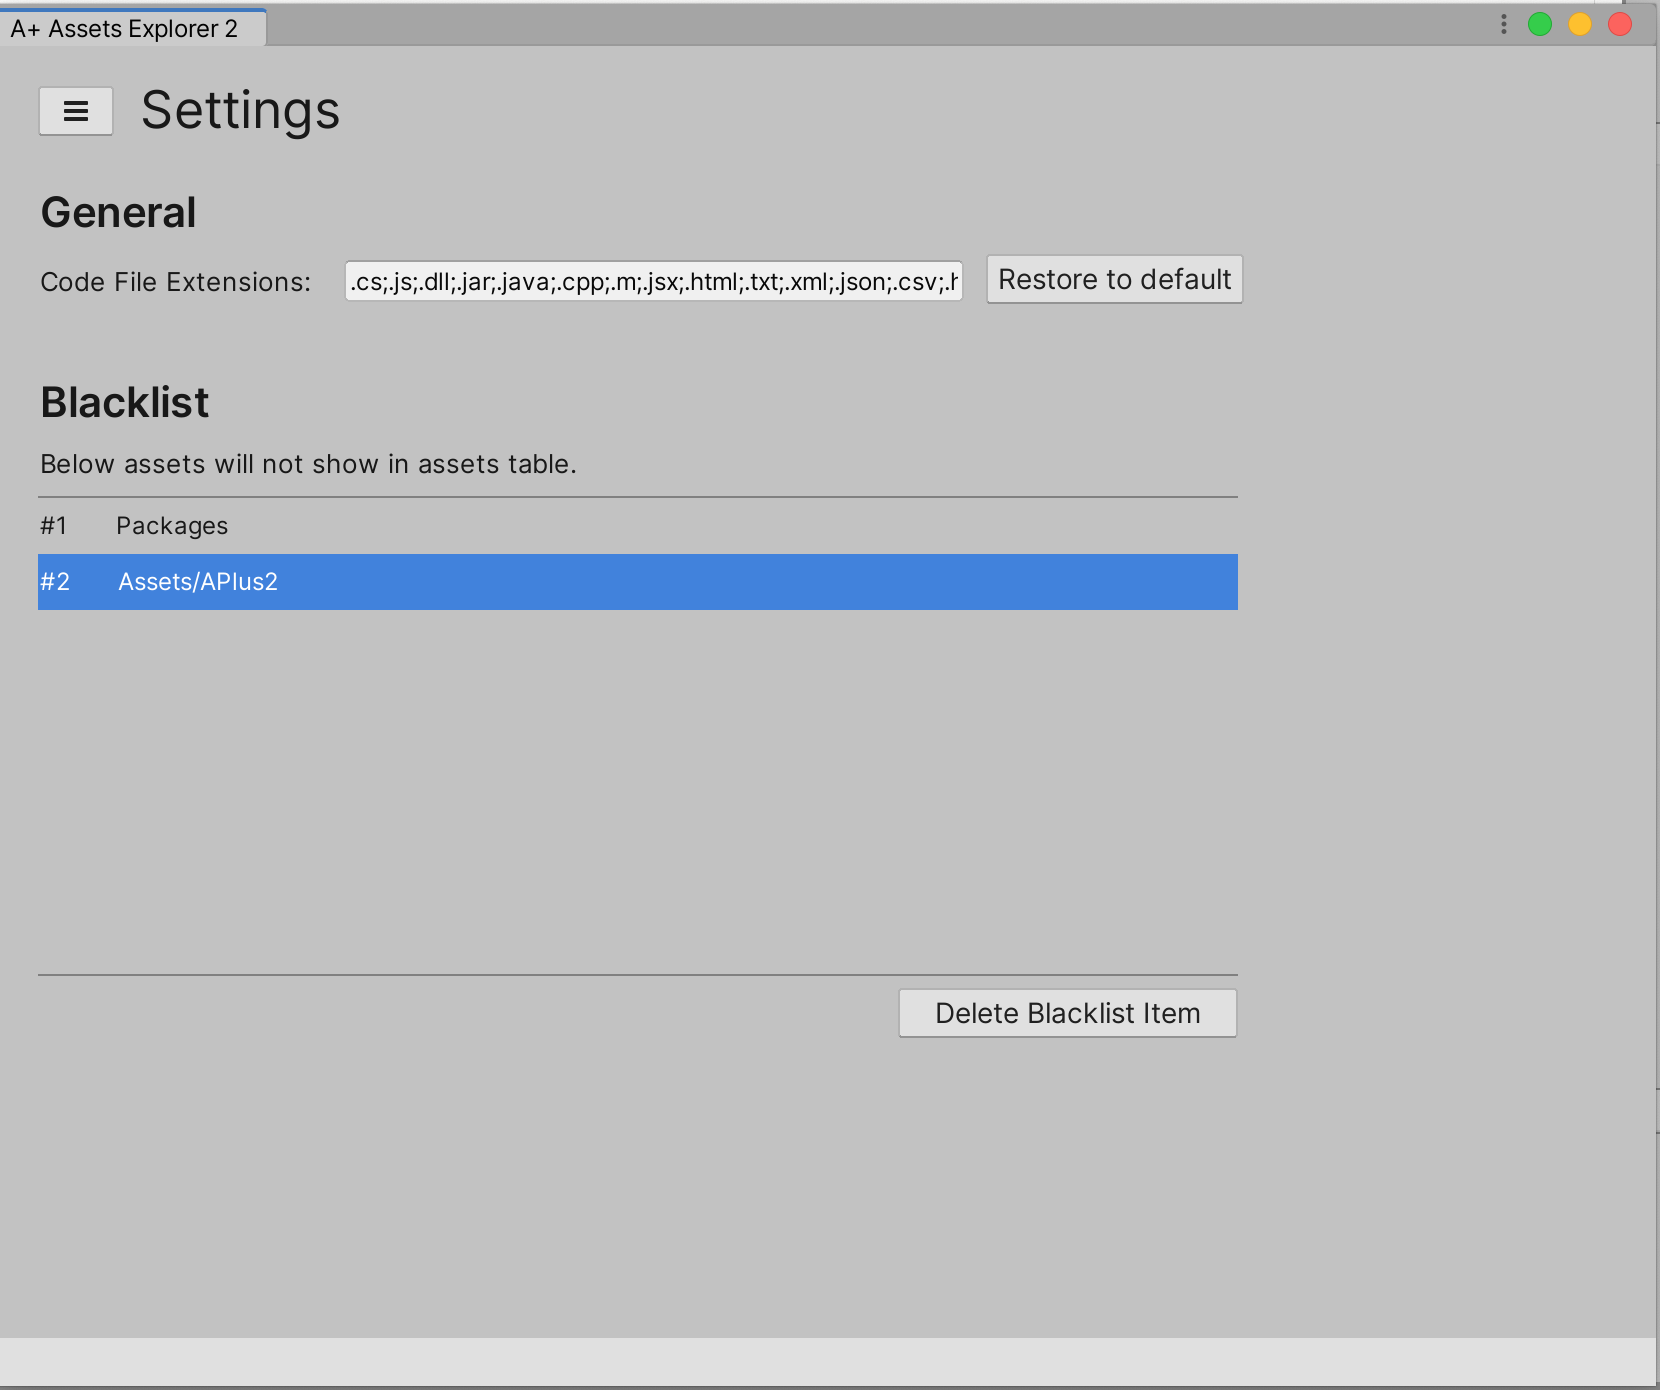 A+ Assets Explorer 2
Settings
General
Code File Extensions: .cs;.js;.dll;.jar;.java;.cpp;.m;.jsx;.html;.txt;.xml;.json;.csv;. Restore to default
Blacklist
Below assets will not show in assets table.
#1 Packages
#2 Assets/APlus2
Delete Blacklist Item